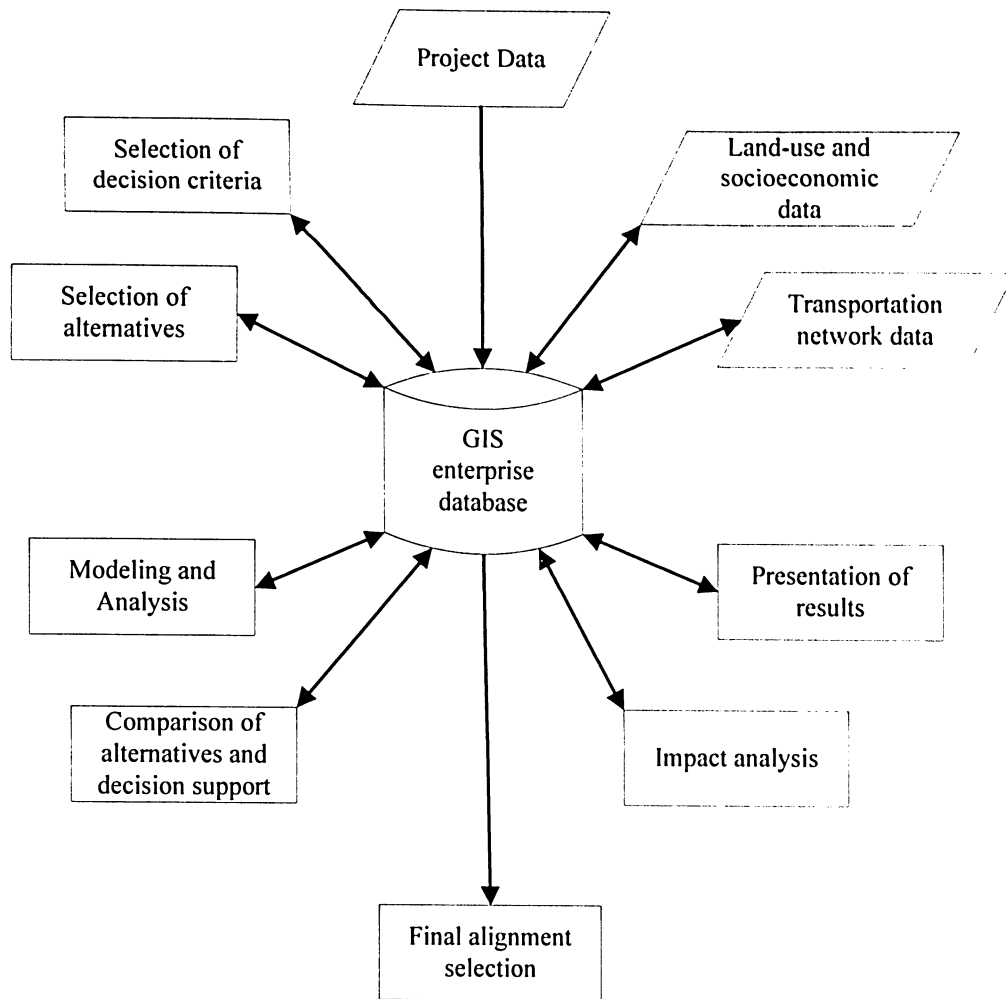 Project Data
Selection of
decision criteria
Land-use and
socioeconomic
data
Selection of
alternatives
Transportation
network data
GIS
enterprise
database
Modeling and
Analysis
Presentation of
results
Comparison of
alternatives and
decision support
Impact analysis
Final alignment
selection